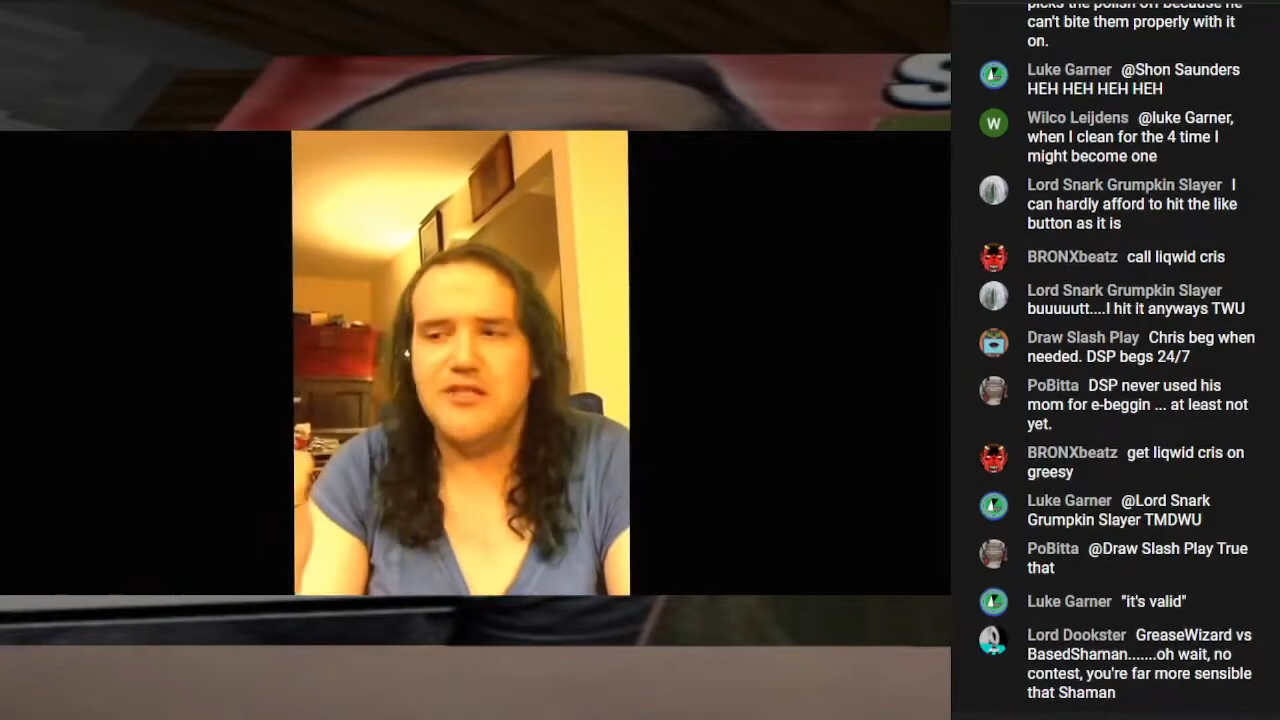 picks the polish off because he
can't bite them properly with it
on.
S
Luke Garner @Shon Saunders
HEH HEH HEH HEH
W
Wilco Leijdens @luke Garner,
when I clean for the 4 time I
might become one
Lord Snark Grumpkin Slayer I
can hardly afford to hit the like
button as it is
BRONXbeatz call liqwid cris
Lord Snark Grumpkin Slayer
buuuuutt....I hit it anyways TWU
Draw Slash Play Chris beg when
needed. DSP begs 24/7
PoBitta DSP never used his
mom for e-beggin ... at least not
yet.
BRONXbeatz get liqwid cris on
greesy
Luke Garner @Lord Snark
Grumpkin Slayer TMDWU
PoBitta @Draw Slash Play True
that
Luke Garner "it's valid"
Lord Dookster GreaseWizard vs
BasedShaman.......oh wait, no
contest, you're far more sensible
that Shaman